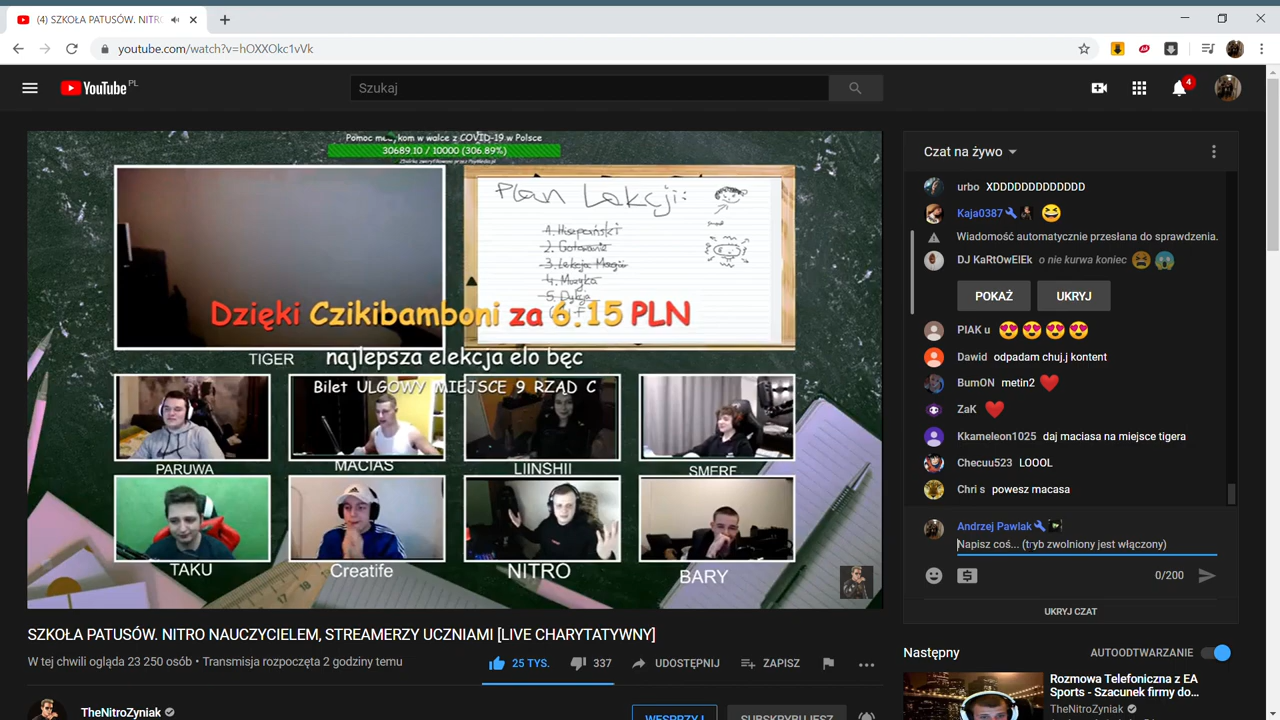 (4) SZKOŁA PATUSÓW. NITRO
youtube.com/watch?v=hOXXOkc1vVk
YouTube PL
Szukaj
4
Pomoc medykom w walce z COVID-19 w Polsce
30689.10 / 10000 (306.89%)
Plan Lekcji:
1. Hiszpański
2. Gotowanie
3. Lekcja Magii
4. Muzyka
5. Dykcja
Dzięki Czikibamboni za 6.15 PLN
najlepsza elekcja elo bęc
Bilet ULGOWY MIEJSCE 9 RZĄD C
TIGER
PARUWA
MACIAS
LIINSHII
SMERF
TAKU
Creatife
NITRO
BARY
SZKOŁA PATUSÓW. NITRO NAUCZYCIELEM, STREAMERZY UCZNIAMI [LIVE CHARYTATYWNY]
W tej chwili ogląda 23 250 osób • Transmisja rozpoczęta 2 godziny temu
25 TYS.
337
UDOSTĘPNIJ
ZAPISZ
TheNitroZyniak
WESPRZYJ
SUBSKRYBUJESZ
Czat na żywo
urbo XDDDDDDDDDDDDDD
Kaja0387
Wiadomość automatycznie przesłana do sprawdzenia.
DJ KaRtOwElEk o nie kurwa koniec
POKAŻ
UKRYJ
PIAK u
Dawid odpadam chuj.j kontent
BumON metin2
ZaK
Kkameleon1025 daj maciasa na miejsce tigera
Checuu523 LOOOL
Chri s powesz macasa
Andrzej Pawlak
Napisz coś... (tryb zwolniony jest włączony)
0/200
UKRYJ CZAT
Następny
AUTOODTWARZANIE
Rozmowa Telefoniczna z EA
Sports - Szacunek firmy do...
TheNitroZyniak